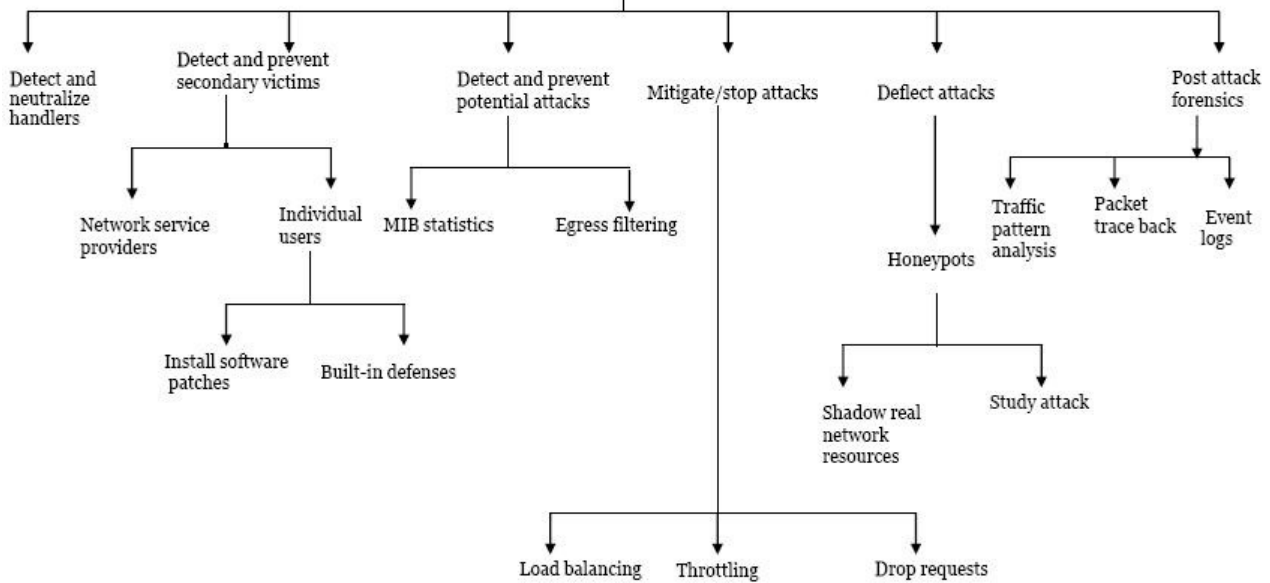 Detect and
neutralize
handlers
Detect and prevent
secondary victims
Detect and prevent
potential attacks
Mitigate/stop attacks
Deflect attacks
Post attack
forensics
Network service
providers
Individual
users
MIB statistics
Egress filtering
Honeypots
Traffic
pattern
analysis
Packet
trace back
Event
logs
Install software
patches
Built-in defenses
Shadow real
network
resources
Study attack
Load balancing
Throttling
Drop requests